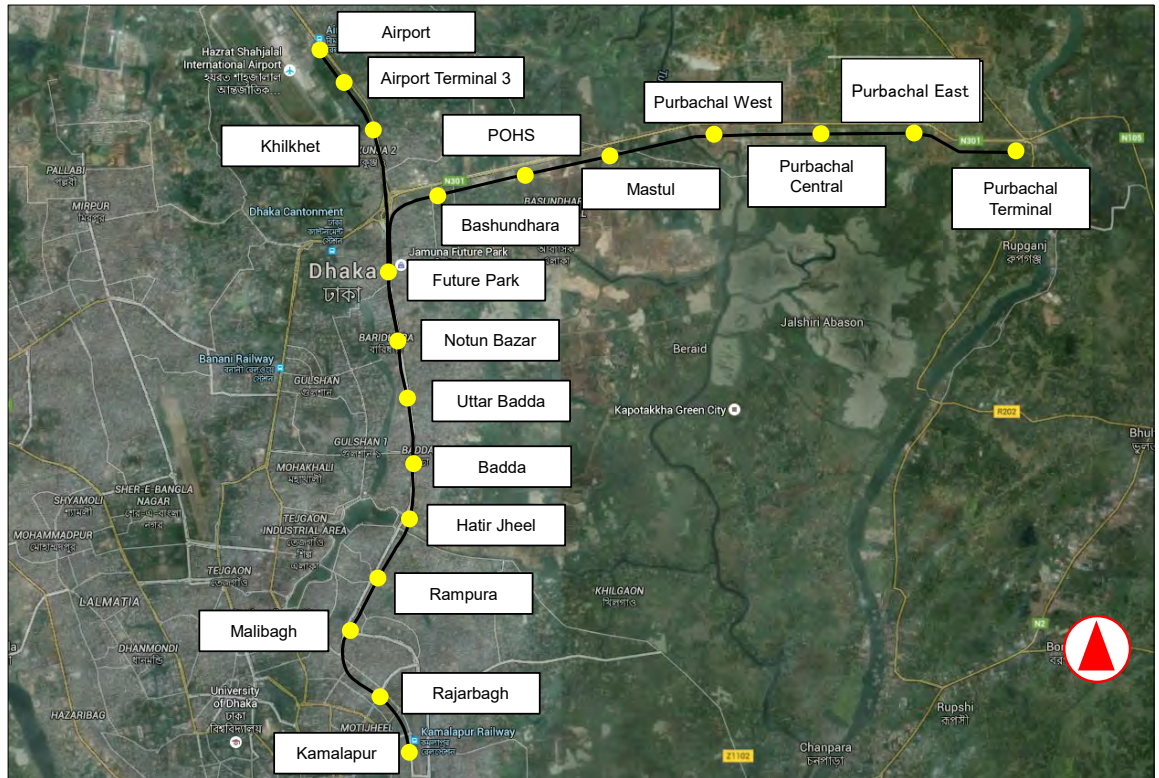 Airport
Hazrat Shahjalal
International Airport
হযরত শাহজালাল
আন্তর্জাতিক...
Airport Terminal 3
Khilkhet
Purbachal West
Purbachal East
POHS
N301
N105
PALLABI
পল্লবী
MIRPUR
মিরপুর
N301
Mastul
Purbachal
Central
Purbachal
Terminal
Dhaka Cantonment
Bashundhara
Rupganj
রুপগঞ্জ
Jamuna Future Park
Dhaka
ঢাকা
Future Park
Jalshiri Abason
Notun Bazar
Beraid
Banani Railway
GULSHAN
গুলশান
Uttar Badda
Kapotakkha Green City
R202
GULSHAN 1
গুলশান ১
Badda
MOHAKHALI
মহাখালী
SHER-E-BANGLA
NAGAR
শের-এ-বাংলা
নগর
SHYAMOLI
শ্যামলী
TEJGAON
INDUSTRIAL AREA
তেজগাঁও
শিল্প
এলাকা
Hatir Jheel
MOHAMMADPUR
মোহাম্মদপুর
TEJGAON
তেজগাঁও
Rampura
KHILGAON
খিলগাও
LALMATIA
Malibagh
N2
DHANMONDI
ধানমন্ডি
Rajarbagh
University
of Dhaka
ঢাকা
বিশ্ববিদ্যালয়
HAZARIBAG
MOTIJHEEL
Rupshi
রূপসী
Kamalapur Railway
Kamalapur
Z1102
Chanpara
চনপাড়া